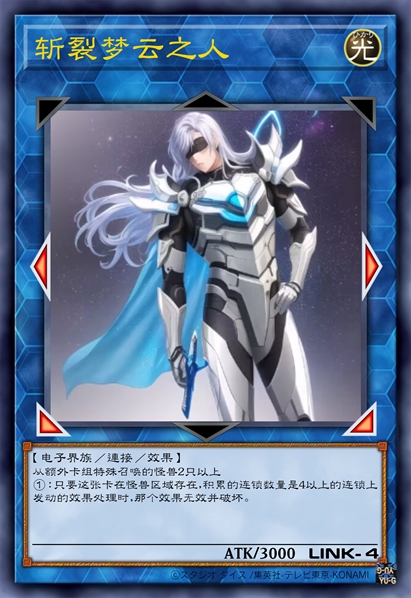 斩裂梦云之人
ひかり
光
【电子界族／連接／效果】
从额外卡组特殊召唤的怪兽2只以上
①：只要这张卡在怪兽区域存在，积累的连锁数量是4以上的连锁上
发动的效果处理时，那个效果无效并破坏。
ATK/3000 LINK-4
©スタジオ・ダイス /集英社・テレビ東京・KONAMI